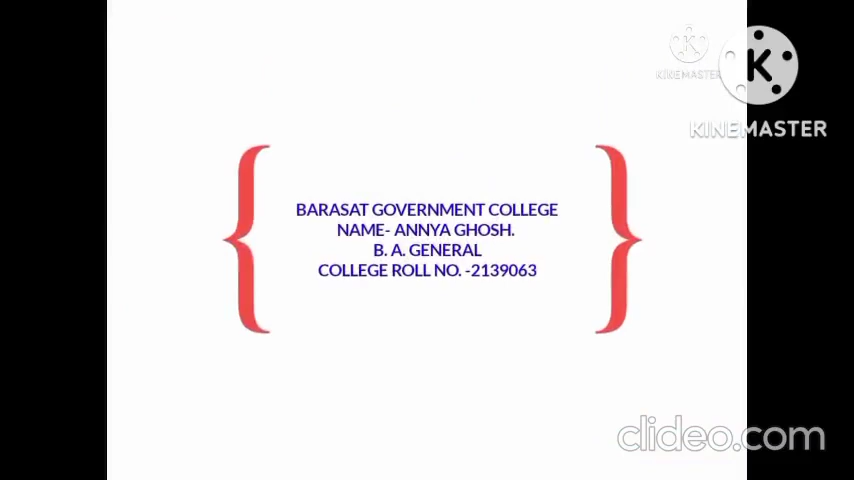 KINEMASTER
KINEMASTER
BARASAT GOVERNMENT COLLEGE
NAME- ANNYA GHOSH.
B. A. GENERAL
COLLEGE ROLL NO. -2139063
clideo.com